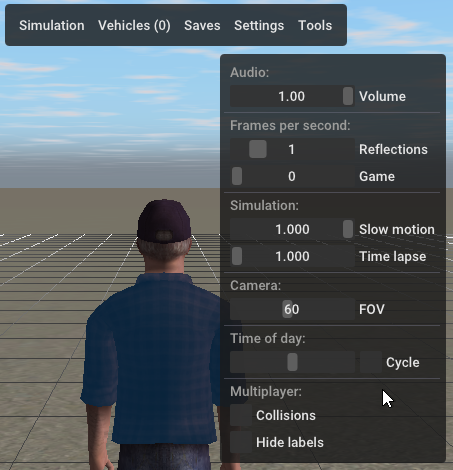 Simulation Vehicles (0) Saves Settings Tools
Audio:
1.00 Volume
Frames per second:
1 Reflections
0 Game
Simulation:
1.000 Slow motion
1.000 Time lapse
Camera:
60 FOV
Time of day:
Cycle
Multiplayer:
Collisions
Hide labels